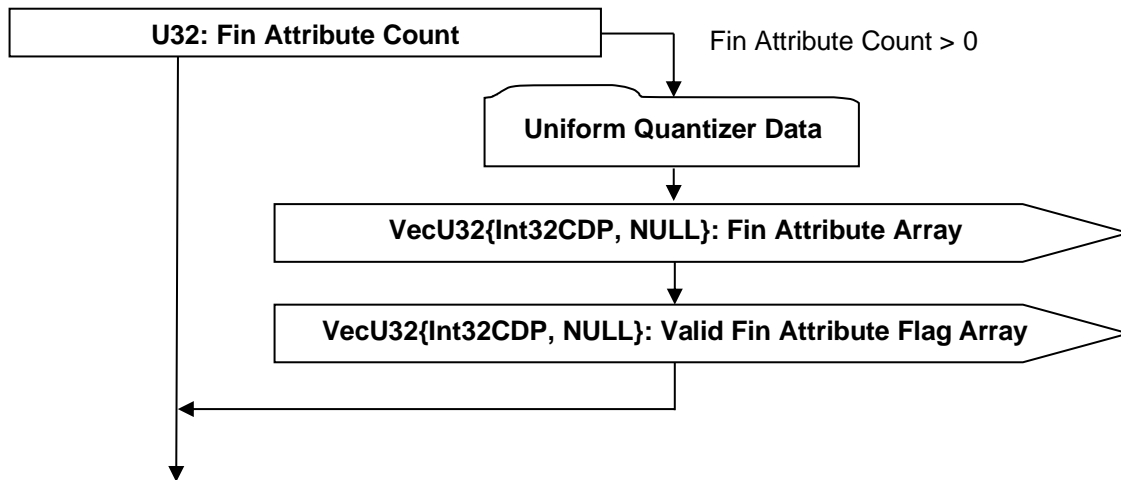 U32: Fin Attribute Count
Fin Attribute Count > 0
Uniform Quantizer Data
VecU32{Int32CDP, NULL}: Fin Attribute Array
VecU32{Int32CDP, NULL}: Valid Fin Attribute Flag Array